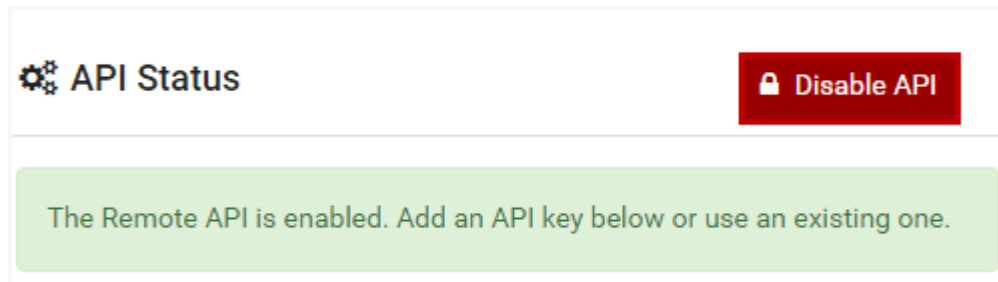 API Status
Disable API
The Remote API is enabled. Add an API key below or use an existing one.